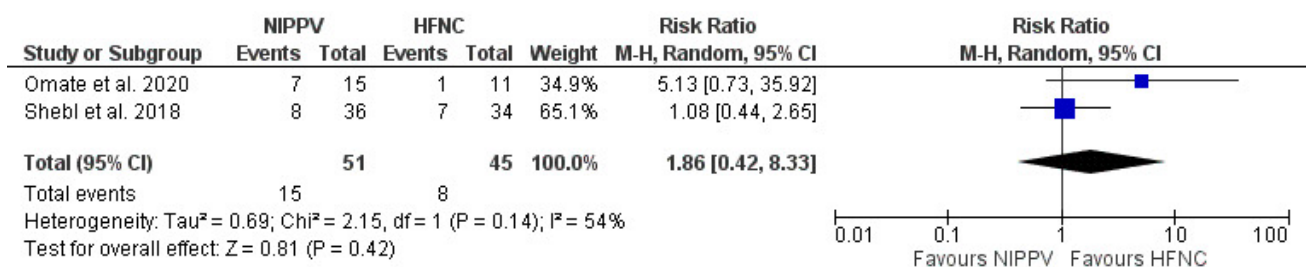 NIPPV HFNC Risk Ratio Risk Ratio
Study or Subgroup Events Total Events Total Weight M-H, Random, 95% CI M-H, Random, 95% CI
Omate et al. 2020 7 15 1 11 34.9% 5.13 [0.73, 35.92]
Shebl et al. 2018 8 36 7 34 65.1% 1.08 [0.44, 2.65]
Total (95% CI) 51 45 100.0% 1.86 [0.42, 8.33]
Total events 15 8
Heterogeneity: Tau² = 0.69; Chi² = 2.15, df = 1 (P = 0.14); I² = 54%
Test for overall effect: Z = 0.81 (P = 0.42)
0.01 0.1 1 10 100
Favours NIPPV Favours HFNC